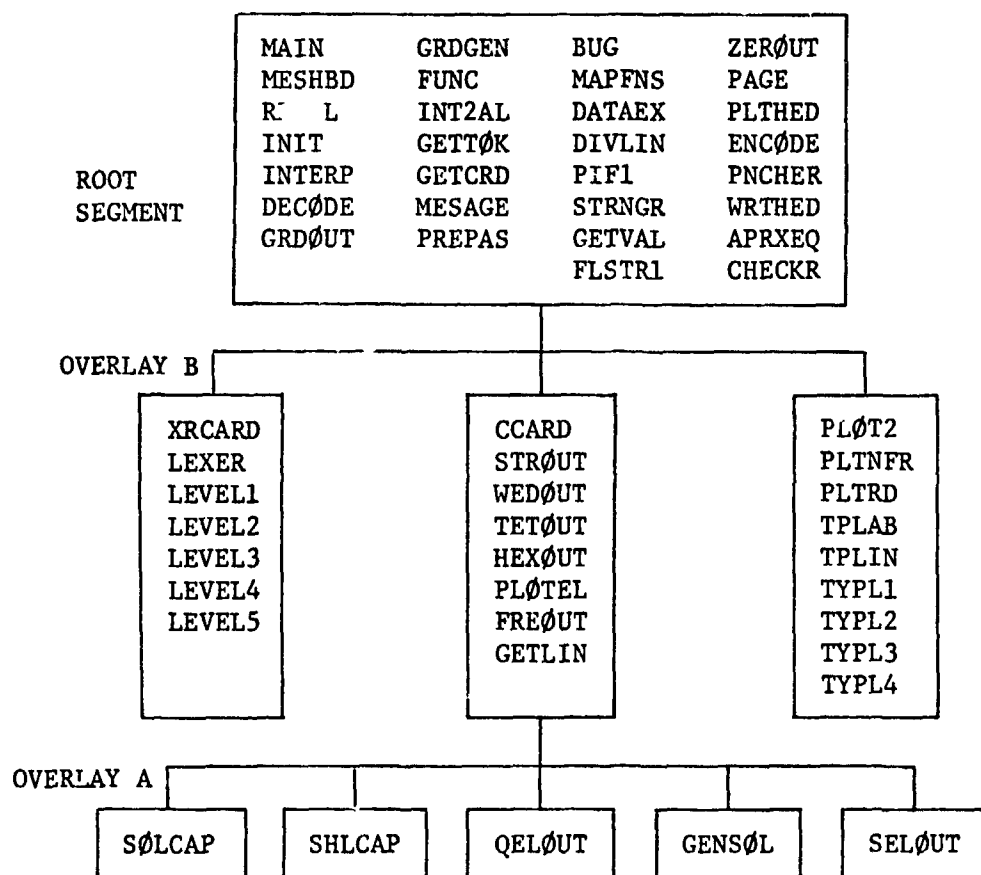 MAIN GRDGEN BUG ZERØUT
MESHBD FUNC MAPFNS PAGE
INT2AL DATAEX PLTHED
INIT GETTØK DIVLIN ENCØDE
INTERP GETCRD PIF1 PNCHER
DECØDE MESAGE STRNGR WRTHED
GRDØUT PREPAS GETVAL APRXEQ
FLSTR1 CHECKR
ROOT
SEGMENT
OVERLAY B
XRCARD
LEXER
LEVEL1
LEVEL2
LEVEL3
LEVEL4
LEVEL5
CCARD
STRØUT
WEDØUT
TETØUT
HEXØUT
PLØTEL
FREØUT
GETLIN
PLØT2
PLTNFR
PLTRD
TPLAB
TPLIN
TYPL1
TYPL2
TYPL3
TYPL4
OVERLAY A
SØLCAP SHLCAP QELØUT GENSØL SELØUT